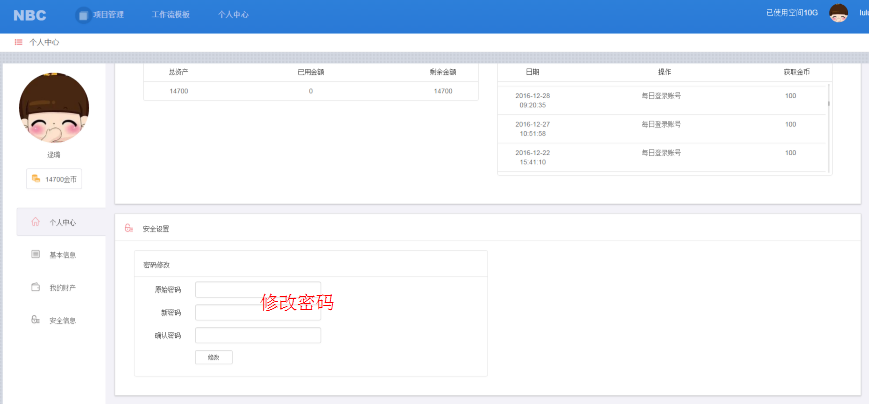 NBC 项目管理 工作流模板 个人中心 已使用空间10G
个人中心
总资产 已用金额 剩余金额
14700 0 14700
日期 操作 获取金币
2016-12-28 09:20:35 每日登录账号 100
2016-12-27 10:51:58 每日登录账号 100
2016-12-22 15:41:10 每日登录账号 100
14700金币
个人中心
基本信息
我的财产
安全信息
安全设置
密码修改
原始密码
修改密码
新密码
确认密码
修改